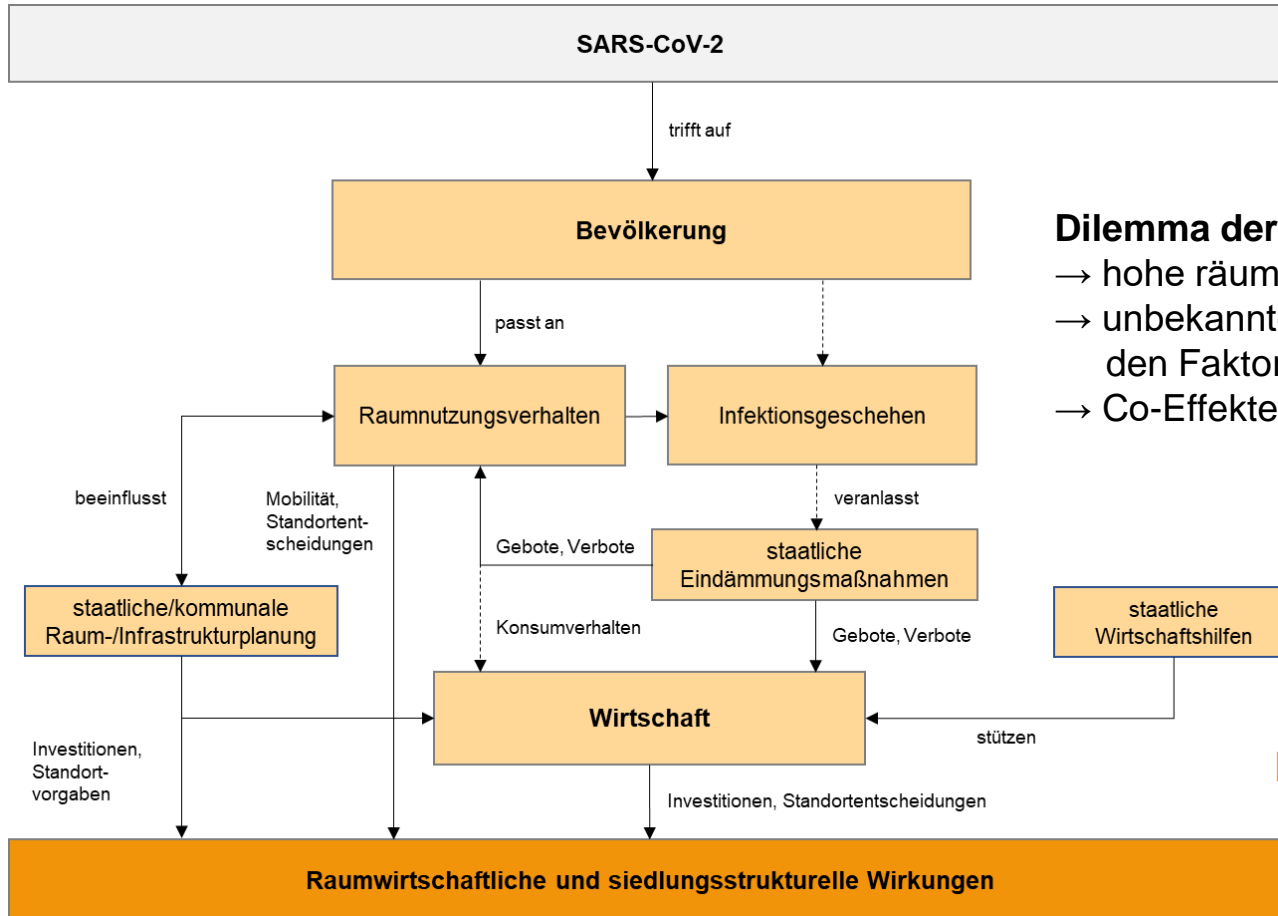 SARS-CoV-2
trifft auf
Bevölkerung
Dilemma der
→ hohe räum
→ unbekannt
den Faktor
→ Co-Effekte
passt an
Raumnutzungsverhalten
Infektionsgeschehen
beeinflusst
Mobilität,
Standortent-
scheidungen
veranlasst
Gebote, Verbote
staatliche
Eindämmungsmaßnahmen
staatliche/kommunale
Raum-/Infrastrukturplanung
Konsumverhalten
Gebote, Verbote
staatliche
Wirtschaftshilfen
Wirtschaft
stützen
Investitionen,
Standort-
vorgaben
Investitionen, Standortentscheidungen
Raumwirtschaftliche und siedlungsstrukturelle Wirkungen